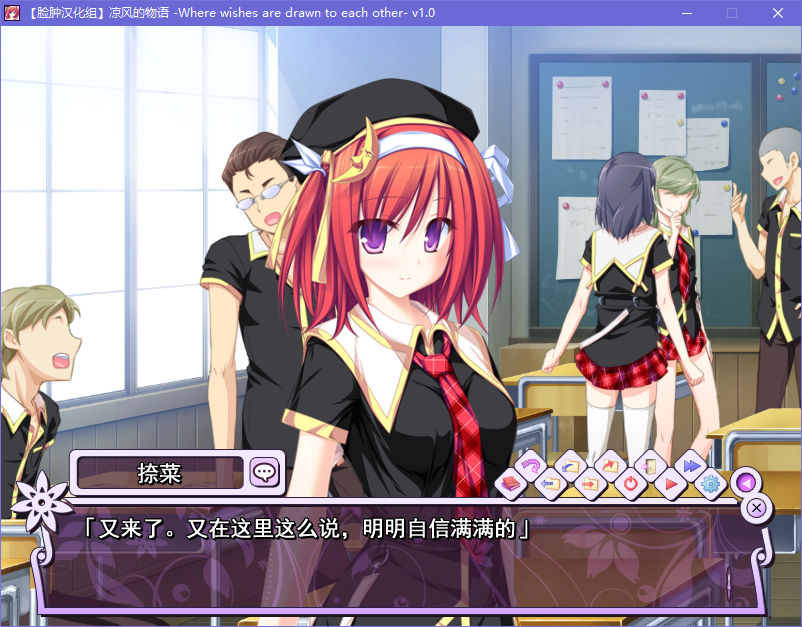 【脸肿汉化组】凉风的物语 -Where wishes are drawn to each other- v1.0
捺菜
「又来了。又在这里这么说，明明自信满满的」